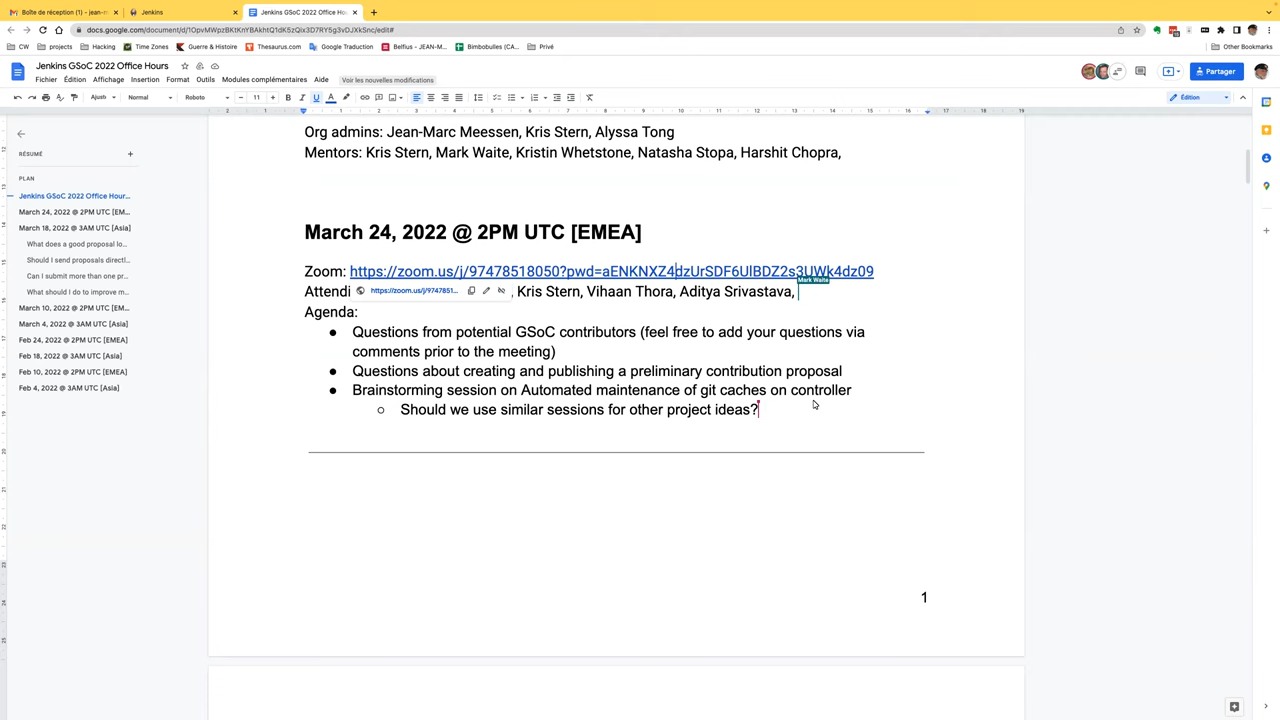 Boîte de réception (1) - jean-m
Jenkins
Jenkins GSoC 2022 Office Hours
docs.google.com/document/d/1OpvMWpzBKtKnYBAkhtQ1dK5zQix3D7RY5g3vDJXkSnc/edit#
CW
projects
Hacking
Time Zones
Guerre & Histoire
Thesaurus.com
Google Traduction
Belfius - JEAN-M...
Bimbobulles (CA...
Privé
Other Bookmarks
Jenkins GSoC 2022 Office Hours
Fichier Édition Affichage Insertion Format Outils Modules complémentaires Aide
Voir les nouvelles modifications
Partager
Normal
Roboto
11
Édition
RÉSUMÉ
PLAN
Jenkins GSoC 2022 Office Hour...
March 24, 2022 @ 2PM UTC [EM...
March 18, 2022 @ 3AM UTC [Asia]
What does a good proposal lo...
Should I send proposals directl...
Can I submit more than one pr...
What should I do to improve m...
March 10, 2022 @ 2PM UTC [EM...
March 4, 2022 @ 3AM UTC [Asia]
Feb 24, 2022 @ 2PM UTC [EMEA]
Feb 18, 2022 @ 3AM UTC [Asia]
Feb 10, 2022 @ 2PM UTC [EMEA]
Feb 4, 2022 @ 3AM UTC [Asia]
Org admins: Jean-Marc Meessen, Kris Stern, Alyssa Tong
Mentors: Kris Stern, Mark Waite, Kristin Whetstone, Natasha Stopa, Harshit Chopra,
March 24, 2022 @ 2PM UTC [EMEA]
Zoom: https://zoom.us/j/97478518050?pwd=aENKNXZ4dzUrSDF6UlBDZ2s3UWk4dz09
Mark Waite
Attendi , Kris Stern, Vihaan Thora, Aditya Srivastava,
https://zoom.us/j/9747851...
Agenda:
● Questions from potential GSoC contributors (feel free to add your questions via
comments prior to the meeting)
● Questions about creating and publishing a preliminary contribution proposal
● Brainstorming session on Automated maintenance of git caches on controller
○ Should we use similar sessions for other project ideas?
1